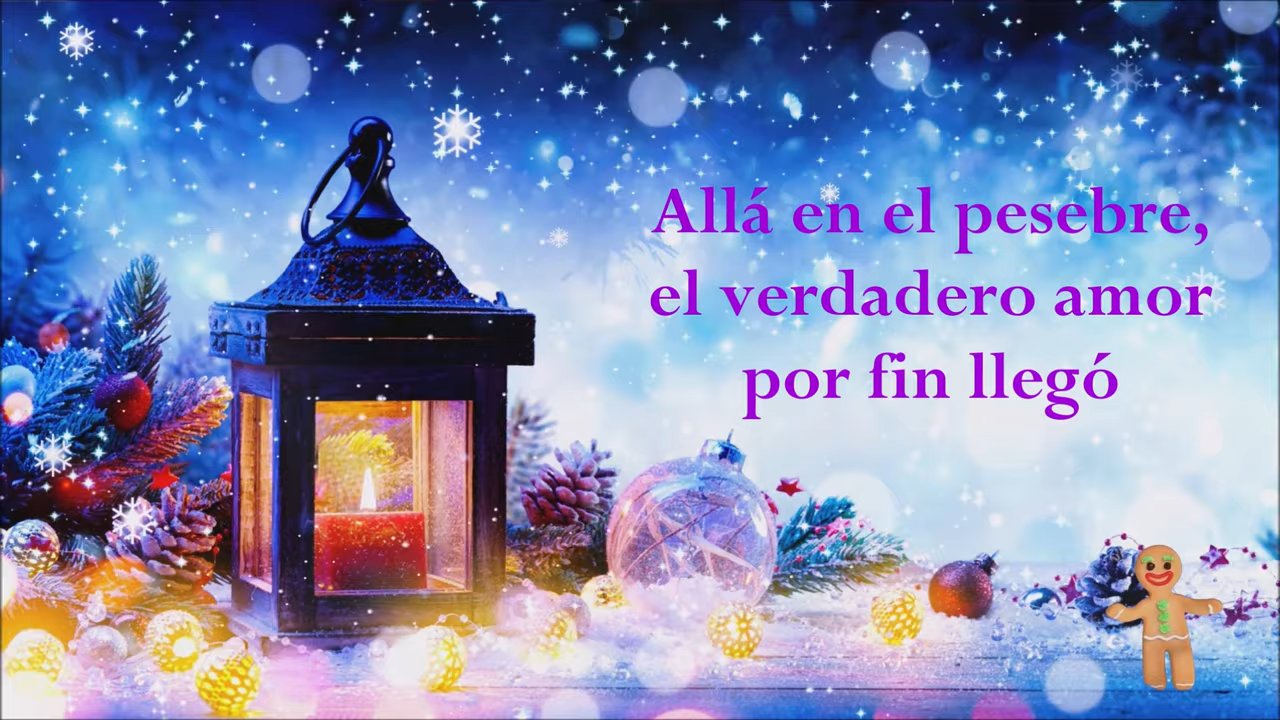 Allá en el pesebre,
el verdadero amor
por fin llegó